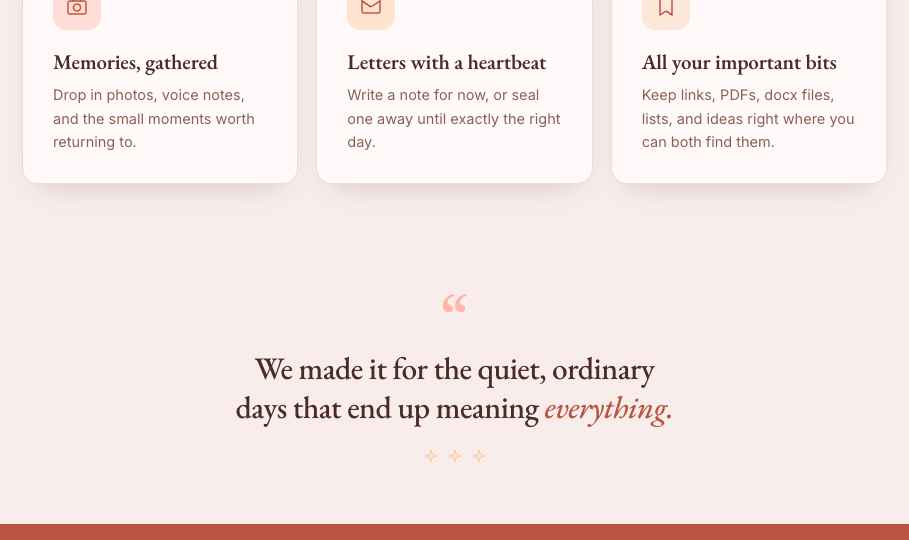 Memories, gathered
Drop in photos, voice notes,
and the small moments worth
returning to.
Letters with a heartbeat
Write a note for now, or seal
one away until exactly the right
day.
All your important bits
Keep links, PDFs, docx files,
lists, and ideas right where you
can both find them.
“
We made it for the quiet, ordinary
days that end up meaning everything.